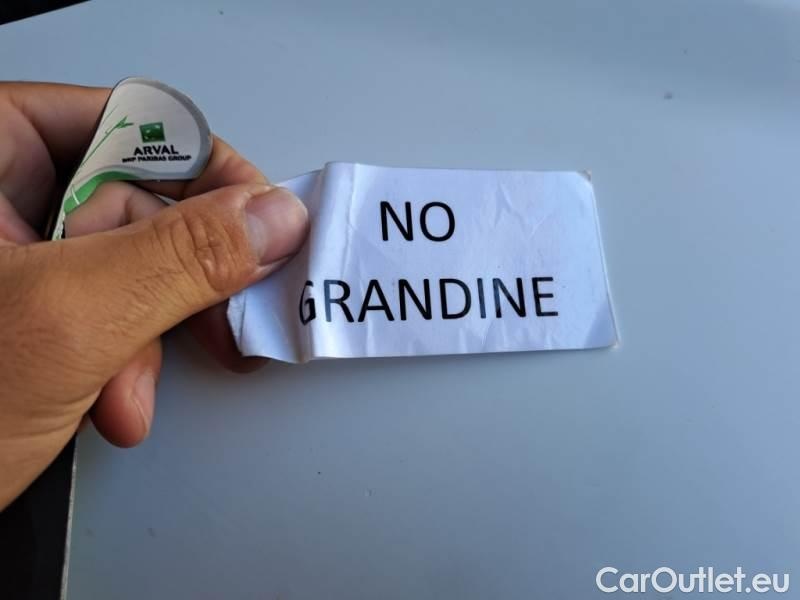 ARVAL
BNP PARIBAS GROUP
NO
GRANDINE
CarOutlet.eu